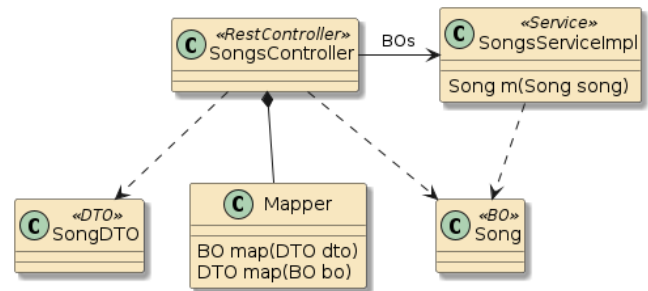 C
«RestController»
SongsController
BOs
C
«Service»
SongsServiceImpl
Song m(Song song)
C
«DTO»
SongDTO
C
Mapper
BO map(DTO dto)
DTO map(BO bo)
C
«BO»
Song